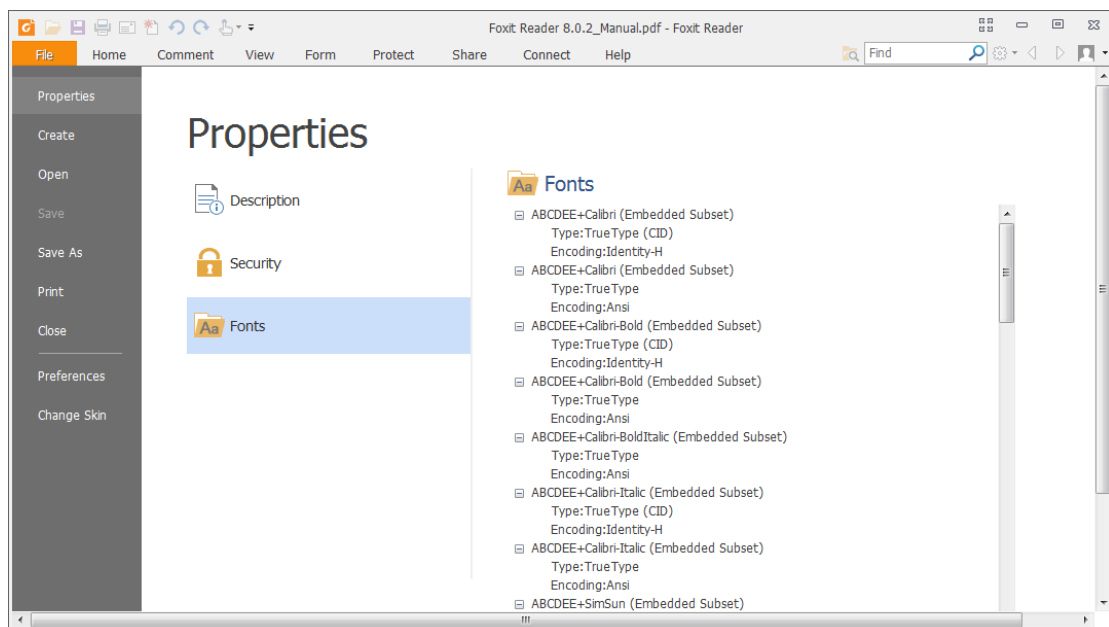 Foxit Reader 8.0.2_Manual.pdf - Foxit Reader
File Home Comment View Form Protect Share Connect Help Find
Properties
Create
Open
Save
Save As
Print
Close
Preferences
Change Skin
Properties
Description
Security
Aa Fonts
Aa Fonts
ABCDEE+Calibri (Embedded Subset)
Type:TrueType (CID)
Encoding:Identity-H
ABCDEE+Calibri (Embedded Subset)
Type:TrueType
Encoding:Ansi
ABCDEE+Calibri-Bold (Embedded Subset)
Type:TrueType (CID)
Encoding:Identity-H
ABCDEE+Calibri-Bold (Embedded Subset)
Type:TrueType
Encoding:Ansi
ABCDEE+Calibri-BoldItalic (Embedded Subset)
Type:TrueType
Encoding:Ansi
ABCDEE+Calibri-Italic (Embedded Subset)
Type:TrueType (CID)
Encoding:Identity-H
ABCDEE+Calibri-Italic (Embedded Subset)
Type:TrueType
Encoding:Ansi
ABCDEE+SimSun (Embedded Subset)